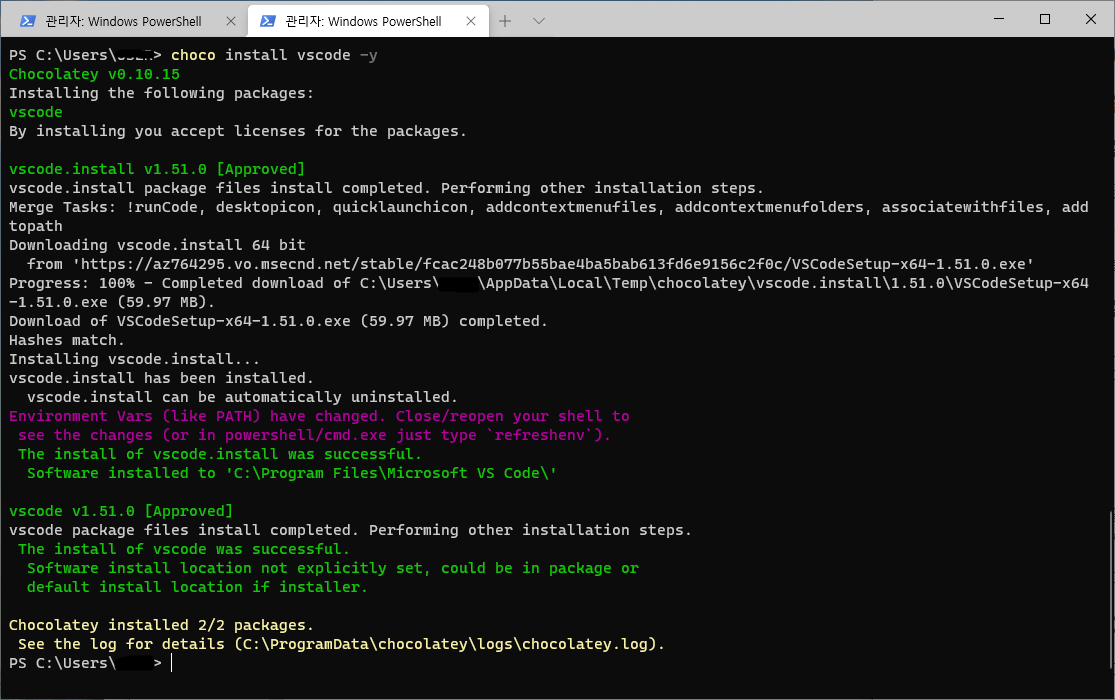 관리자: Windows PowerShell
관리자: Windows PowerShell
PS C:\Users\ > choco install vscode -y
Chocolatey v0.10.15
Installing the following packages:
vscode
By installing you accept licenses for the packages.
vscode.install v1.51.0 [Approved]
vscode.install package files install completed. Performing other installation steps.
Merge Tasks: !runCode, desktopicon, quicklaunchicon, addcontextmenufiles, addcontextmenufolders, associatewithfiles, add
topath
Downloading vscode.install 64 bit
from 'https://az764295.vo.msecnd.net/stable/fcac248b077b55bae4ba5bab613fd6e9156c2f0c/VSCodeSetup-x64-1.51.0.exe'
Progress: 100% - Completed download of C:\Users\ \AppData\Local\Temp\chocolatey\vscode.install\1.51.0\VSCodeSetup-x64
-1.51.0.exe (59.97 MB).
Download of VSCodeSetup-x64-1.51.0.exe (59.97 MB) completed.
Hashes match.
Installing vscode.install...
vscode.install has been installed.
vscode.install can be automatically uninstalled.
Environment Vars (like PATH) have changed. Close/reopen your shell to
see the changes (or in powershell/cmd.exe just type `refreshenv`).
The install of vscode.install was successful.
Software installed to 'C:\Program Files\Microsoft VS Code\'
vscode v1.51.0 [Approved]
vscode package files install completed. Performing other installation steps.
The install of vscode was successful.
Software install location not explicitly set, could be in package or
default install location if installer.
Chocolatey installed 2/2 packages.
See the log for details (C:\ProgramData\chocolatey\logs\chocolatey.log).
PS C:\Users\ >